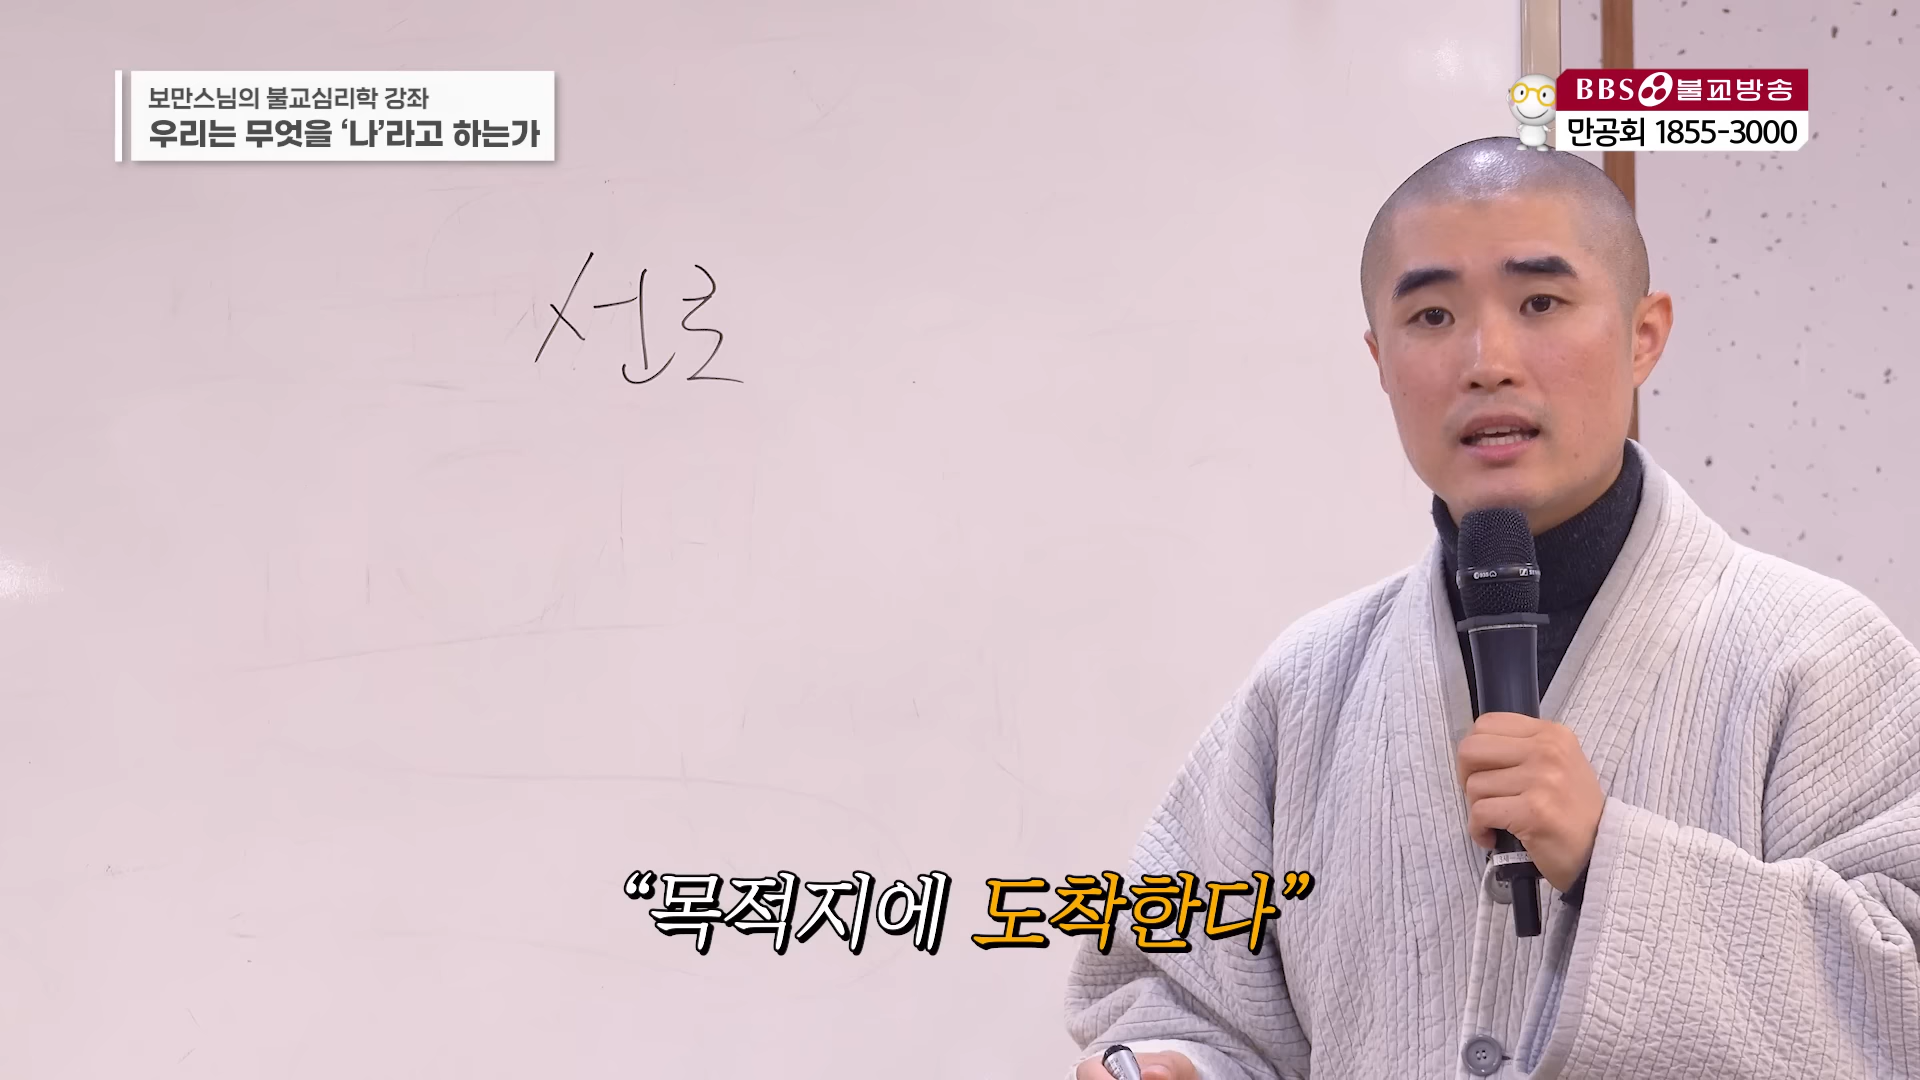 보만스님의 불교심리학 강좌
우리는 무엇을 ‘나’라고 하는가
BBS 불교방송
만공회 1855-3000
선로
“목적지에 도착한다”